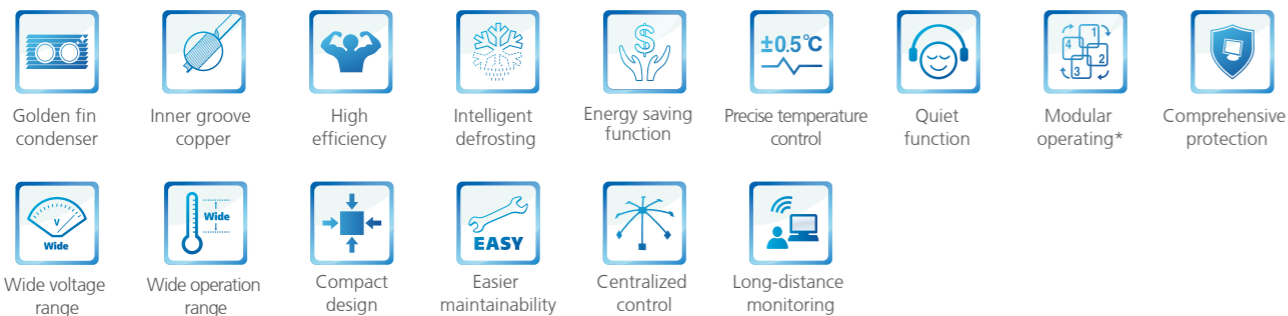 ±0.5°C
$
1
2
3
4
Golden fin
condenser
Inner groove
copper
High
efficiency
Intelligent
defrosting
Energy saving
function
Precise temperature
control
Quiet
function
Modular
operating*
Comprehensive
protection
V
Wide
Wide
EASY
Wide voltage
range
Wide operation
range
Compact
design
Easier
maintainability
Centralized
control
Long-distance
monitoring